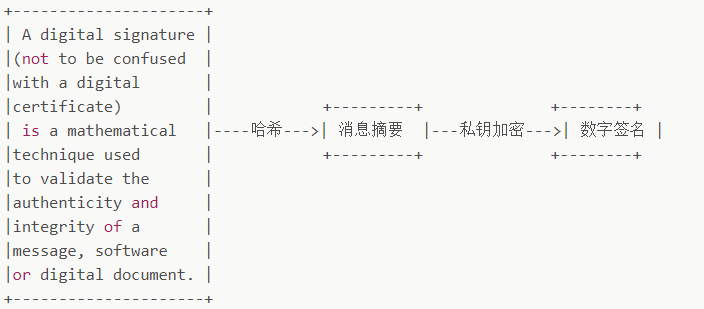 +--------------------+
| A digital signature |
|(not to be confused |
|with a digital |
|certificate) | +---------+ +--------+
| is a mathematical |----哈希--->| 消息摘要 |---私钥加密--->| 数字签名 |
|technique used | +---------+ +--------+
|to validate the |
|authenticity and |
|integrity of a |
|message, software |
|or digital document. |
+--------------------+